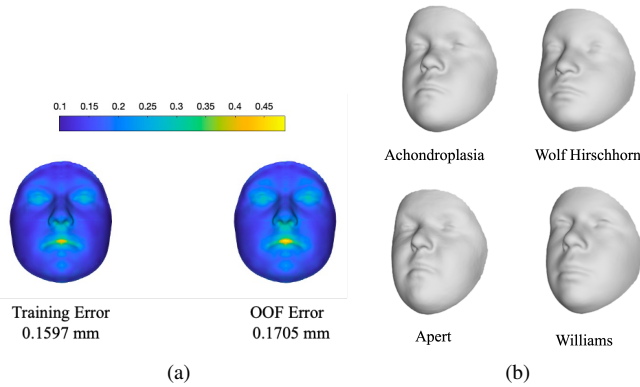 0.1 0.15 0.2 0.25 0.3 0.35 0.4 0.45
Training Error
0.1597 mm
OOF Error
0.1705 mm
(a)
Achondroplasia
Wolf Hirschhorn
Apert
Williams
(b)